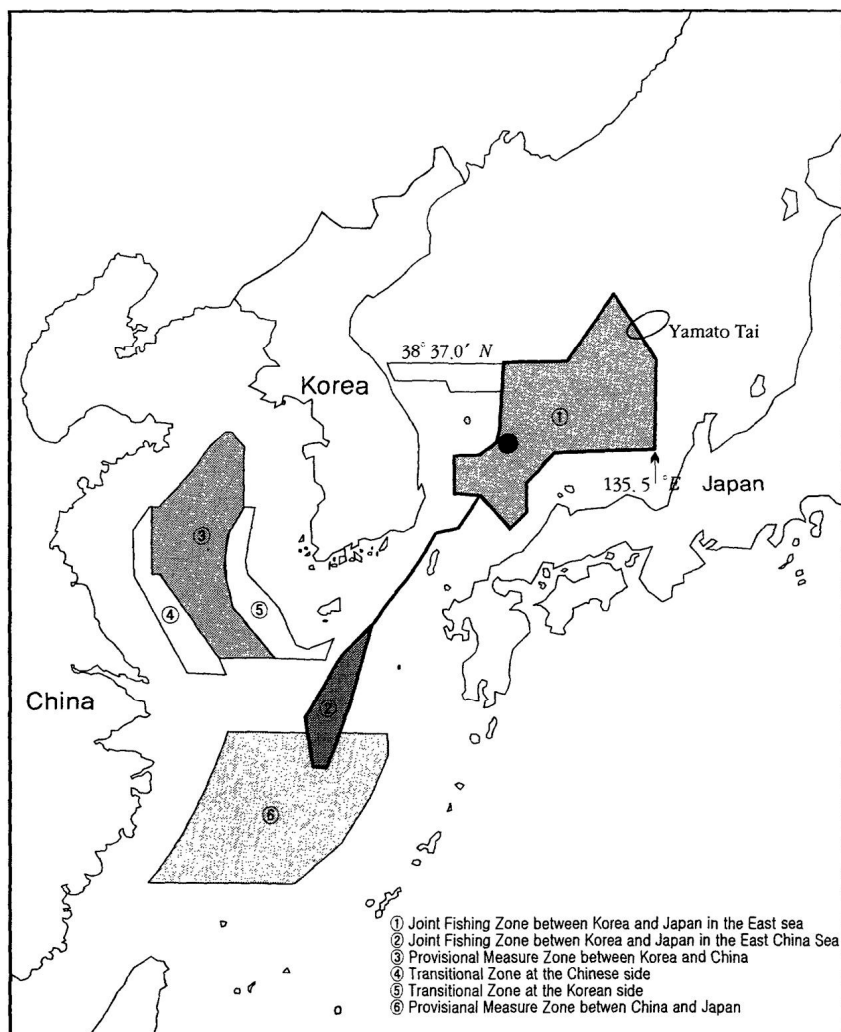 Yamato Tai
38° 37.0′ N
Korea
①
135.5 °E
Japan
③
④
⑤
China
②
⑥
① Joint Fishing Zone between Korea and Japan in the East sea
② Joint Fishing Zone betwen Korea and Japan in the East China Sea
③ Provisional Measure Zone between Korea and China
④ Transitional Zone at the Chinese side
⑤ Transitional Zone at the Korean side
⑥ Provisianal Measure Zone betwen China and Japan